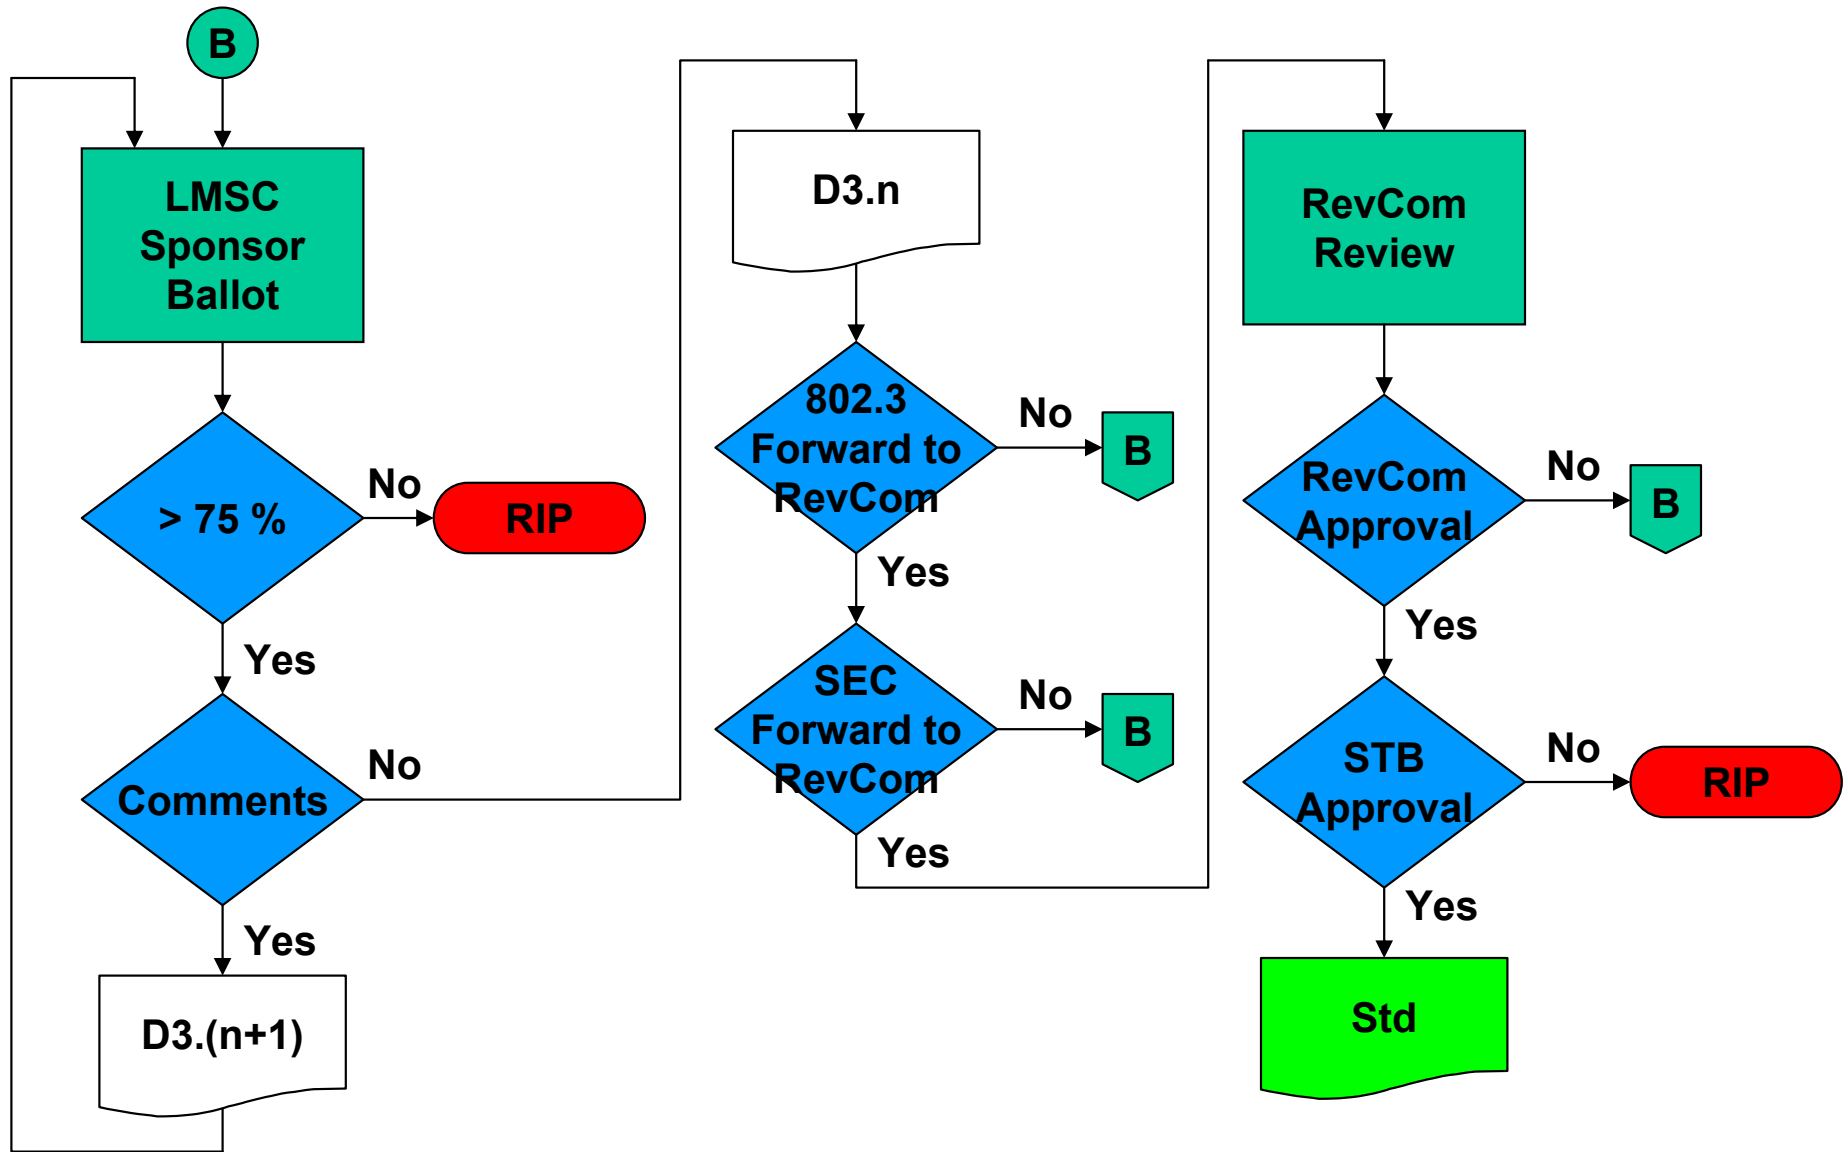 B
LMSC
Sponsor
Ballot
> 75 %
No
RIP
Yes
Comments
No
Yes
D3.(n+1)
D3.n
802.3
Forward to
RevCom
No
B
Yes
SEC
Forward to
RevCom
No
B
Yes
RevCom
Review
RevCom
Approval
No
B
Yes
STB
Approval
No
RIP
Yes
Std